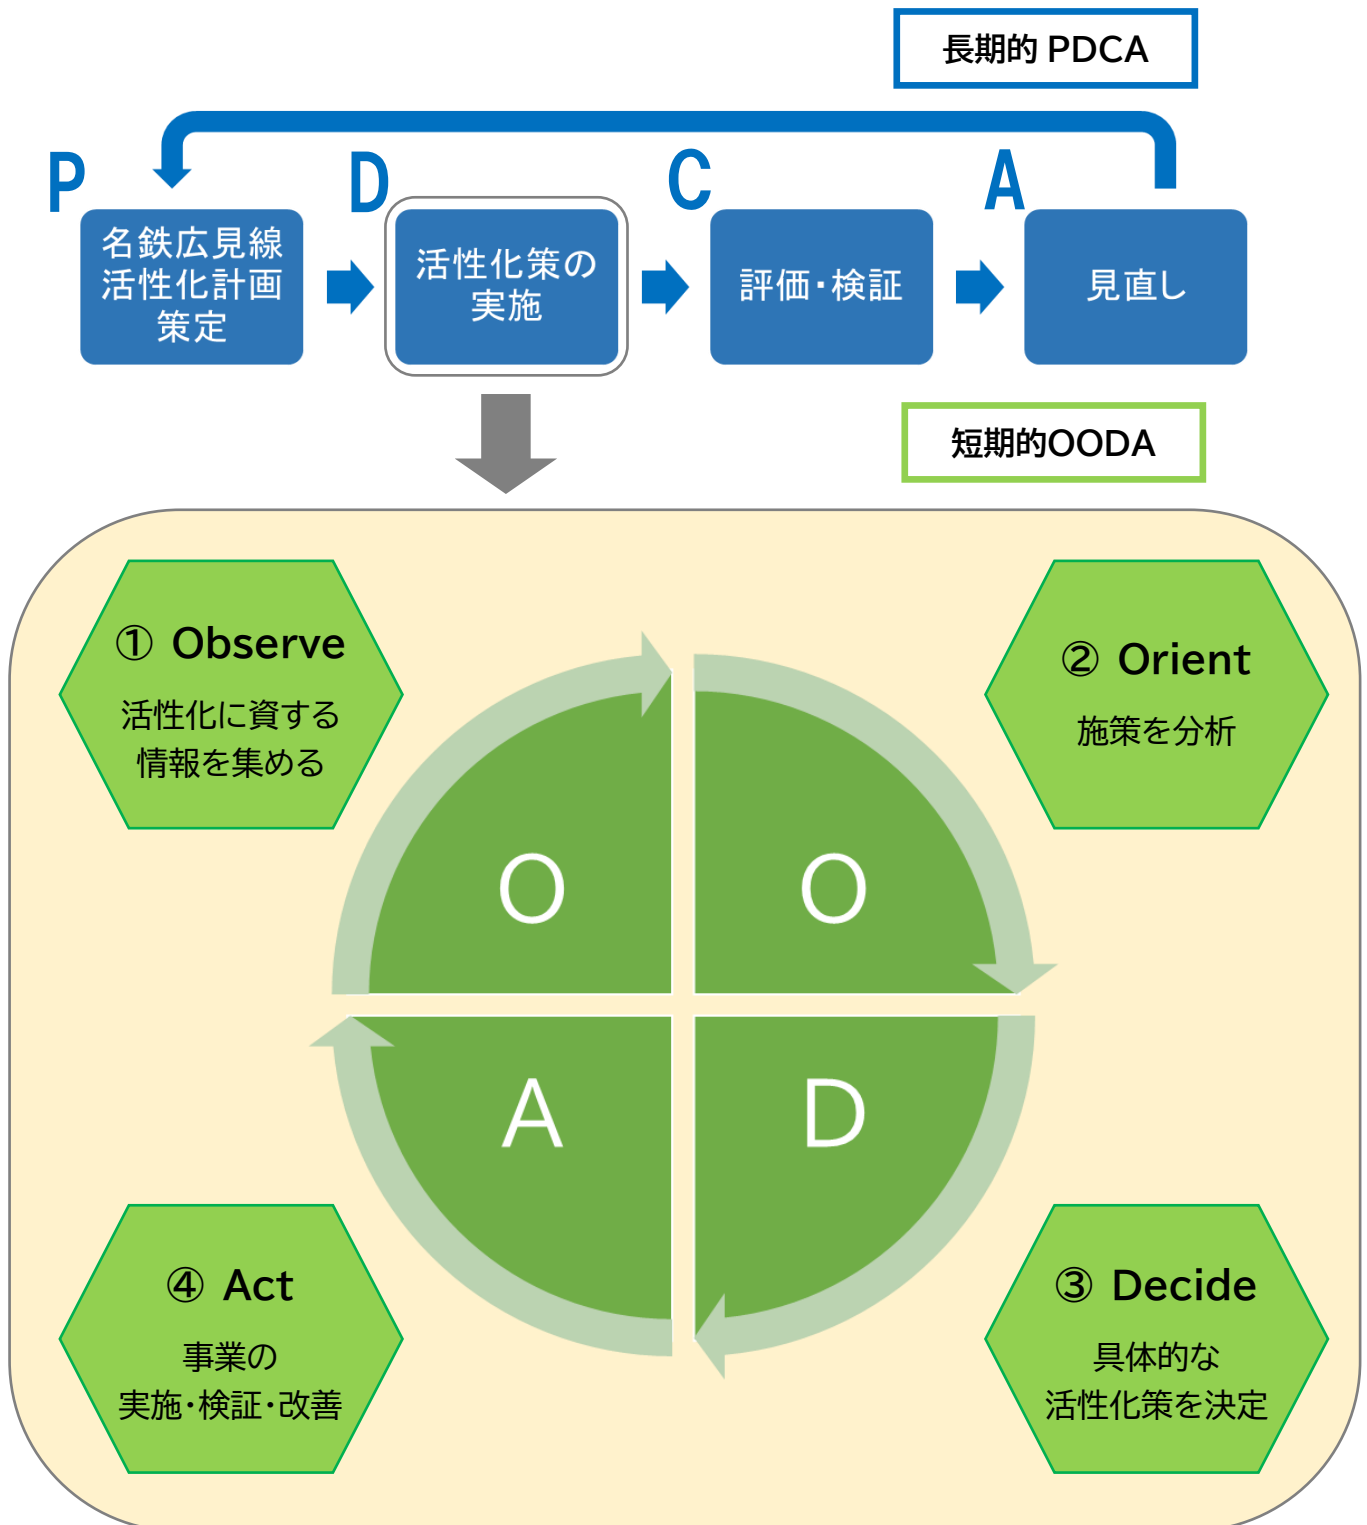 長期的 PDCA
P
D
C
A
名鉄広見線
活性化計画
策定
活性化策の
実施
評価・検証
見直し
短期的OODA
① Observe
活性化に資する
情報を集める
② Orient
施策を分析
O
O
A
D
④ Act
事業の
実施・検証・改善
③ Decide
具体的な
活性化策を決定